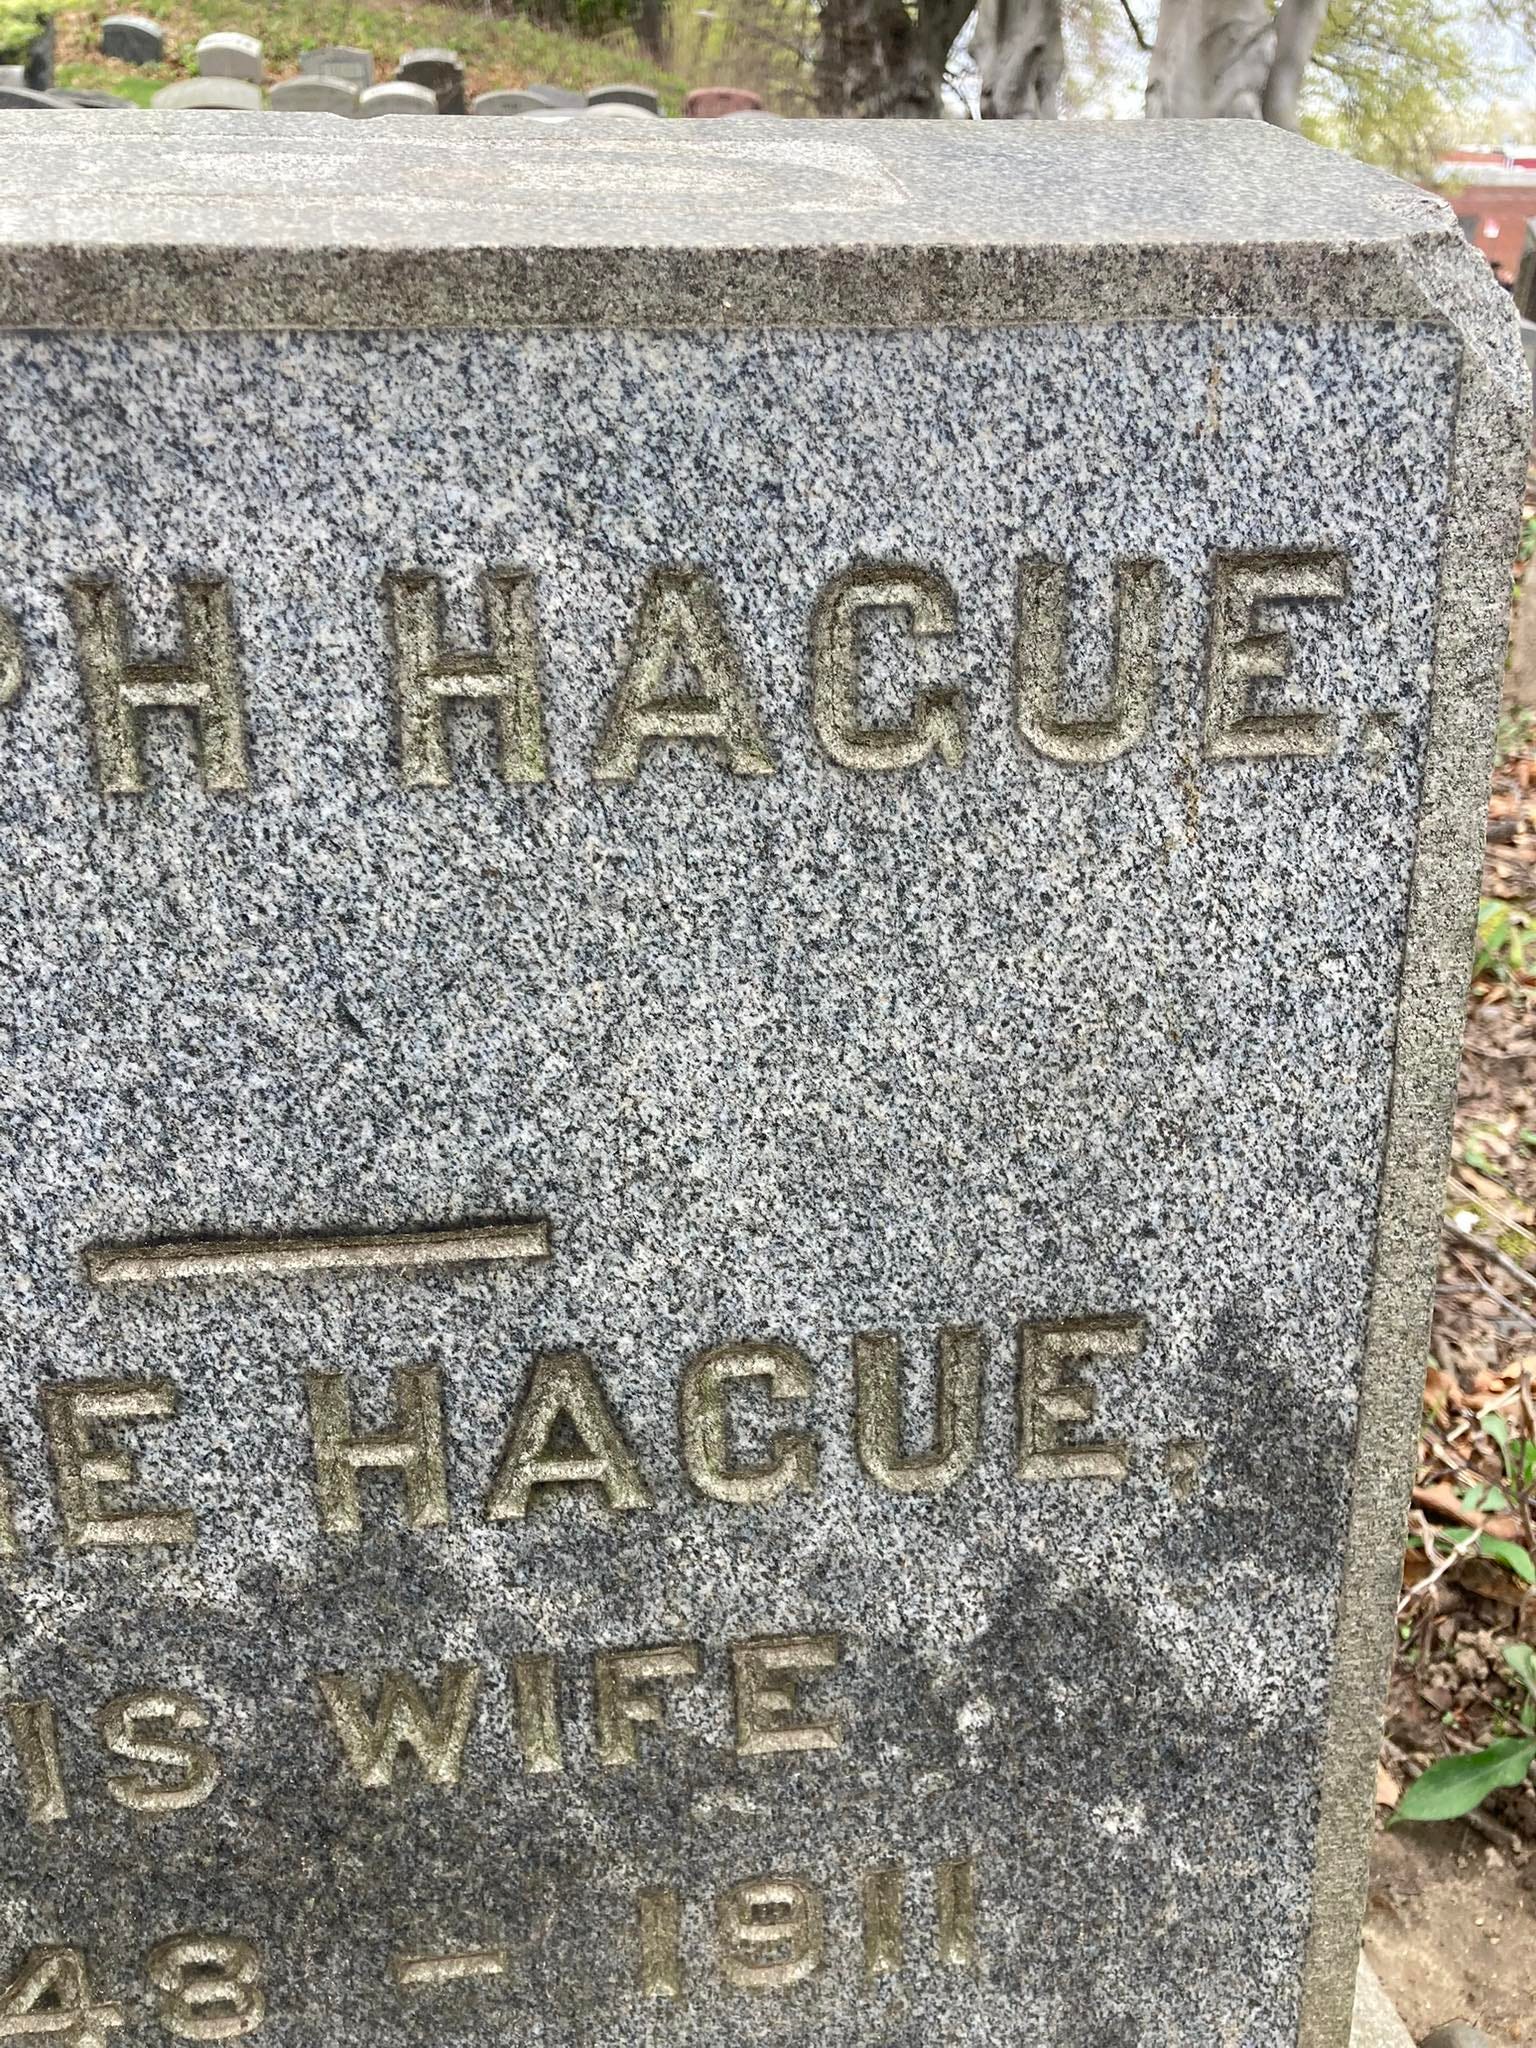 PH HAGUE.
E HAGUE,
IS WIFE
48 – 1911